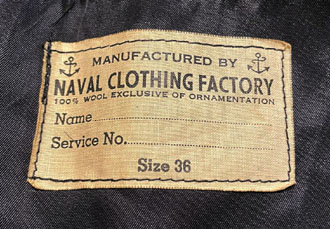 MANUFACTURED BY
NAVAL CLOTHING FACTORY
100% WOOL EXCLUSIVE OF ORNAMENTATION
Name
Service No.
Size 36